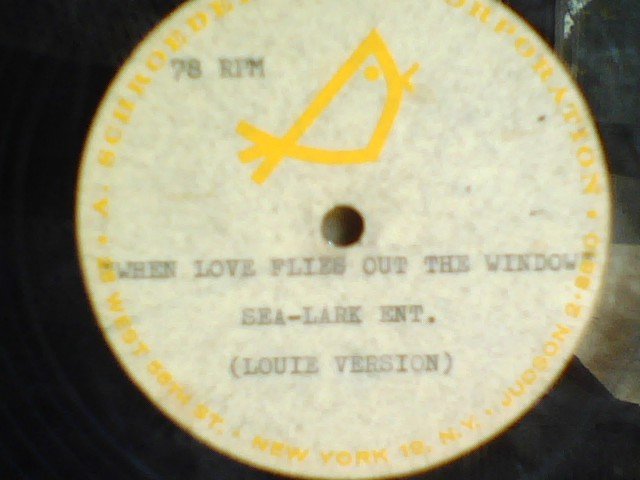 A. SCHROEDER CORPORATION
78 RPM
"WHEN LOVE FLIES OUT THE WINDOW"
SEA-LARK ENT.
(LOUIE VERSION)
WEST 56TH ST. • NEW YORK 19, N.Y. • JUDSON 2-